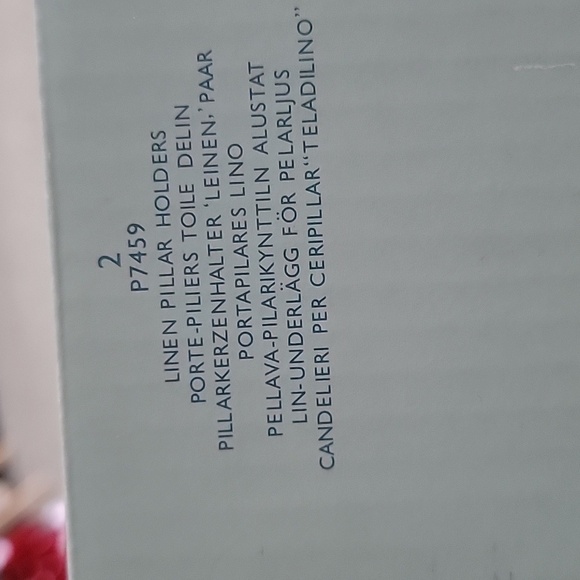 2
P7459
LINEN PILLAR HOLDERS
PORTE-PILIERS TOILE DELIN
PILLARKERZENHALTER 'LEINEN,' PAAR
PORTAPILARES LINO
PELLAVA-PILARIKYNTTILN ALUSTAT
LIN-UNDERLÄGG FÖR PELARLJUS
CANDELIERI PER CERIPILLAR“TELADILINO”